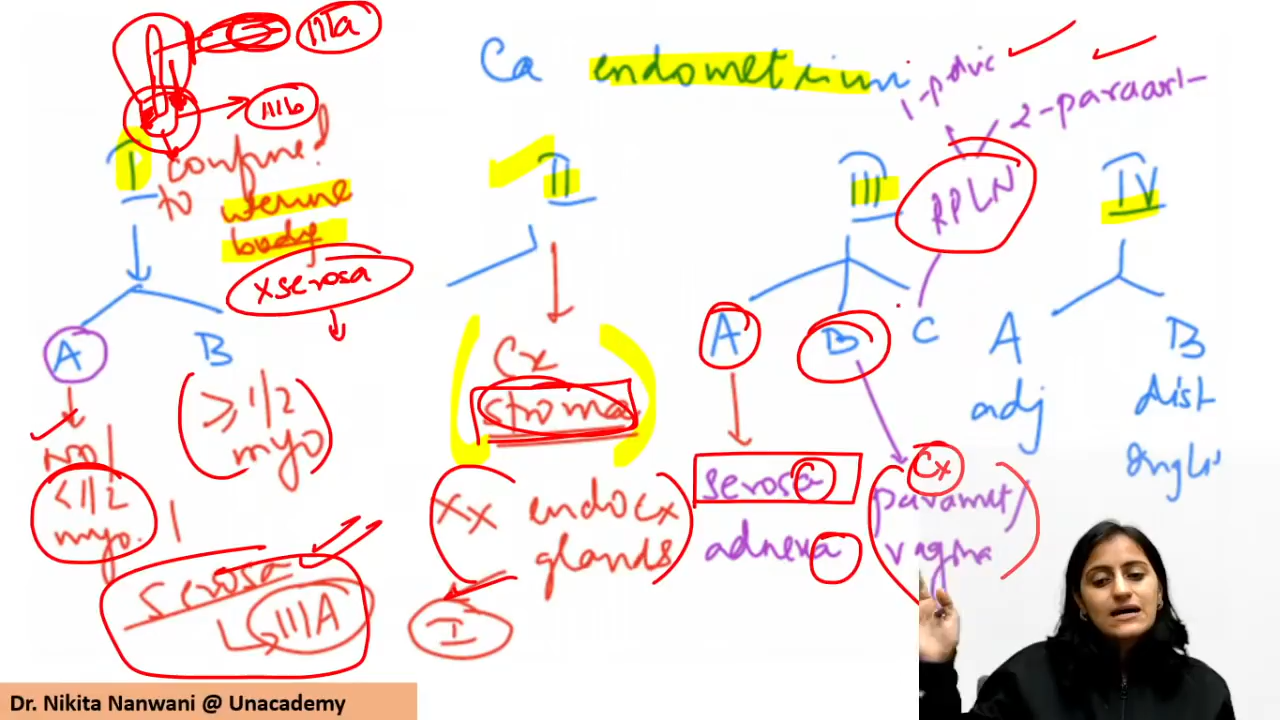 Ca endometrium
IIIa
IIIb
I confined
to uterine
body
x serosa
A
B
no/
<1/2
myo.
≥1/2
myo
serosa
IIIA
II
Cx
stroma
xx endocx
glands
I
III
RPLN
1-pelvic
2-paraaort-
A
B
C
serosa
adnexa
Cx
paramet/
vagina
IV
A
adj
B
dist
Dr. Nikita Nanwani @ Unacademy